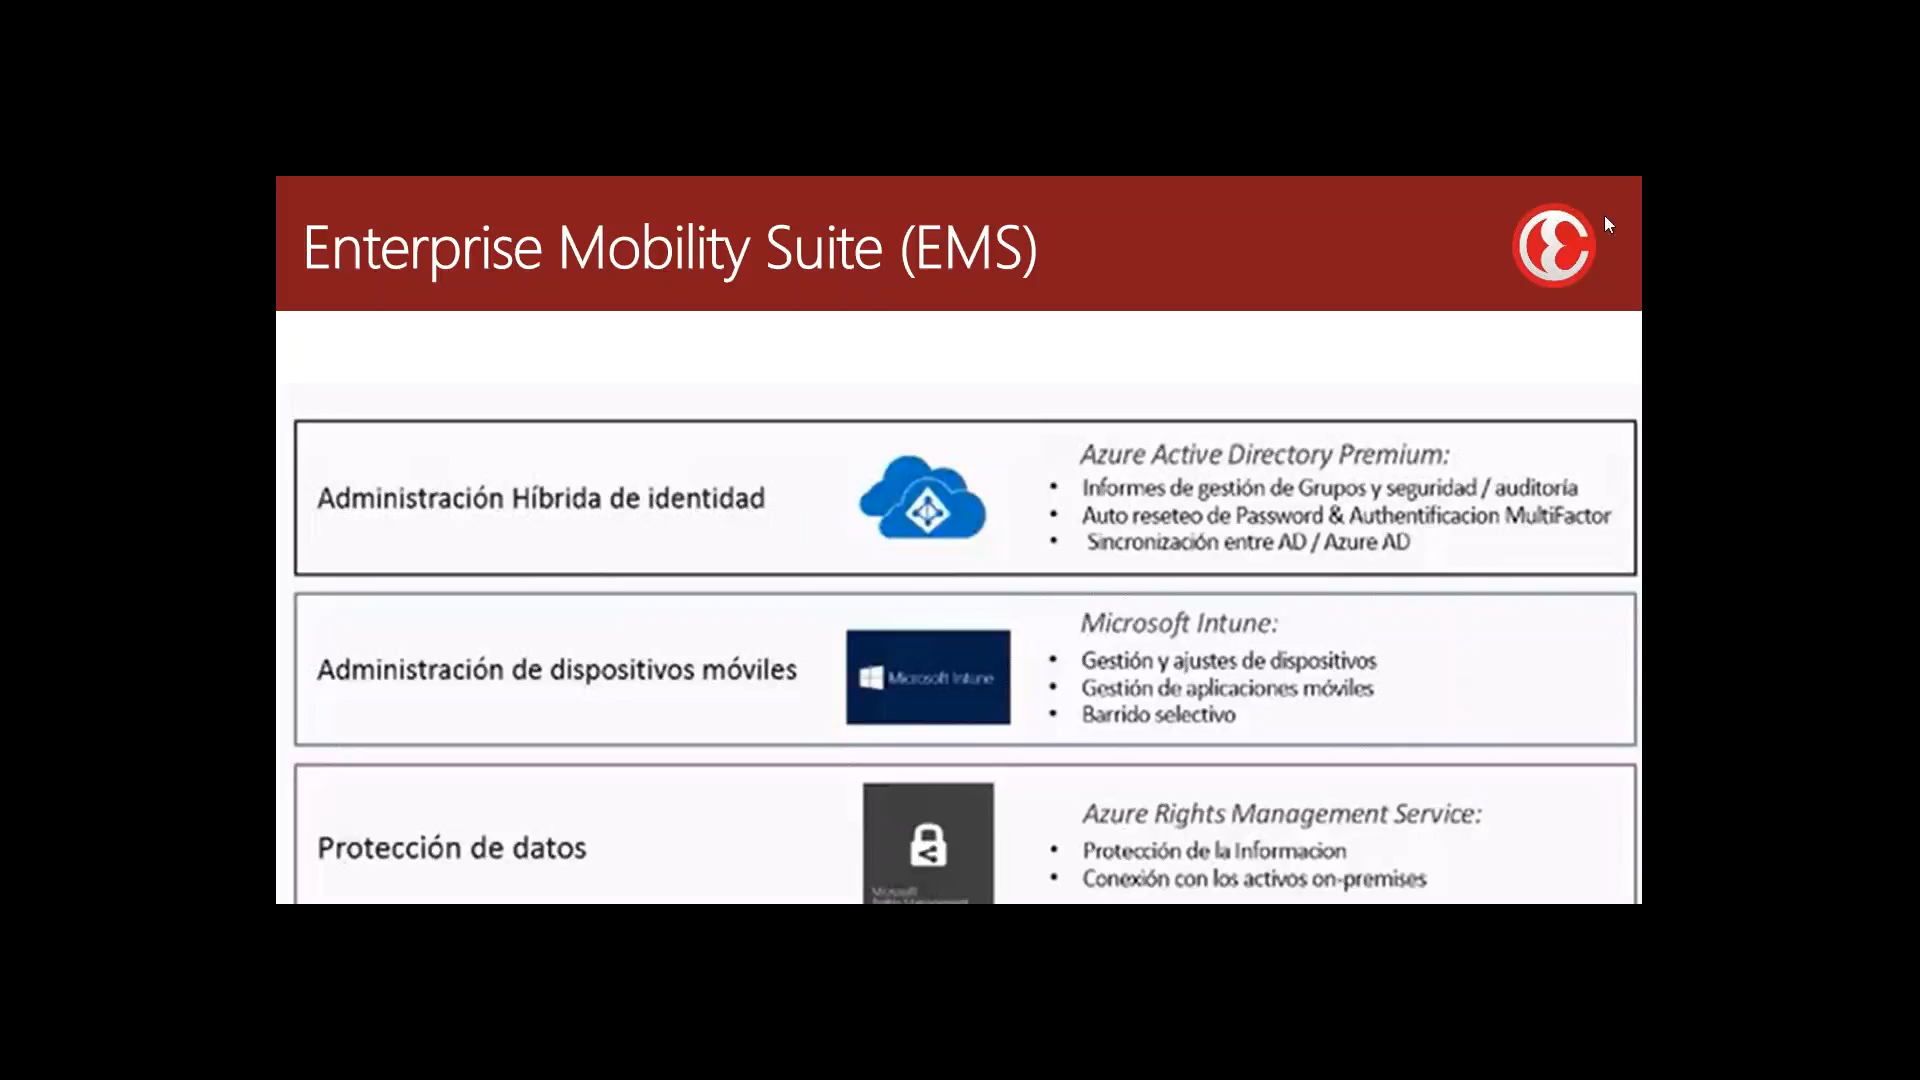 Enterprise Mobility Suite (EMS)
Administración Híbrida de identidad
Azure Active Directory Premium:
• Informes de gestión de Grupos y seguridad / auditoría
• Auto reseteo de Password & Authentificacion MultiFactor
• Sincronización entre AD / Azure AD
Administración de dispositivos móviles
Microsoft Intune
Microsoft Intune:
• Gestión y ajustes de dispositivos
• Gestión de aplicaciones móviles
• Barrido selectivo
Protección de datos
Microsoft
Azure Rights Management Service:
• Protección de la Informacion
• Conexión con los activos on-premises